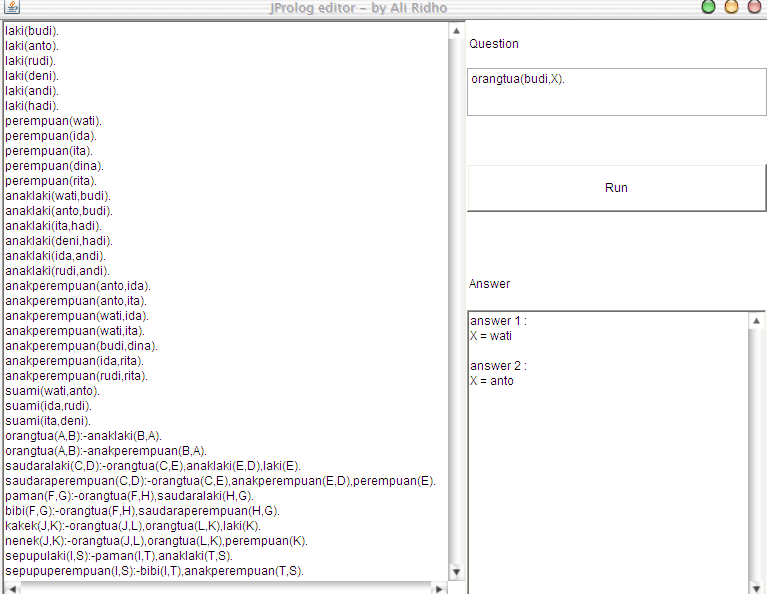 JProlog editor - by Ali Ridho
laki(budi).
laki(anto).
laki(rudi).
laki(deni).
laki(andi).
laki(hadi).
perempuan(wati).
perempuan(ida).
perempuan(ita).
perempuan(dina).
perempuan(rita).
anaklaki(wati,budi).
anaklaki(anto,budi).
anaklaki(ita,hadi).
anaklaki(deni,hadi).
anaklaki(ida,andi).
anaklaki(rudi,andi).
anakperempuan(anto,ida).
anakperempuan(anto,ita).
anakperempuan(wati,ida).
anakperempuan(wati,ita).
anakperempuan(budi,dina).
anakperempuan(ida,rita).
anakperempuan(rudi,rita).
suami(wati,anto).
suami(ida,rudi).
suami(ita,deni).
orangtua(A,B):-anaklaki(B,A).
orangtua(A,B):-anakperempuan(B,A).
saudaralaki(C,D):-orangtua(C,E),anaklaki(E,D),laki(E).
saudaraperempuan(C,D):-orangtua(C,E),anakperempuan(E,D),perempuan(E).
paman(F,G):-orangtua(F,H),saudaralaki(H,G).
bibi(F,G):-orangtua(F,H),saudaraperempuan(H,G).
kakek(J,K):-orangtua(J,L),orangtua(L,K),laki(K).
nenek(J,K):-orangtua(J,L),orangtua(L,K),perempuan(K).
sepupulaki(I,S):-paman(I,T),anaklaki(T,S).
sepupuperempuan(I,S):-bibi(I,T),anakperempuan(T,S).
Question
orangtua(budi,X).
Run
Answer
answer 1 :
X = wati
answer 2 :
X = anto